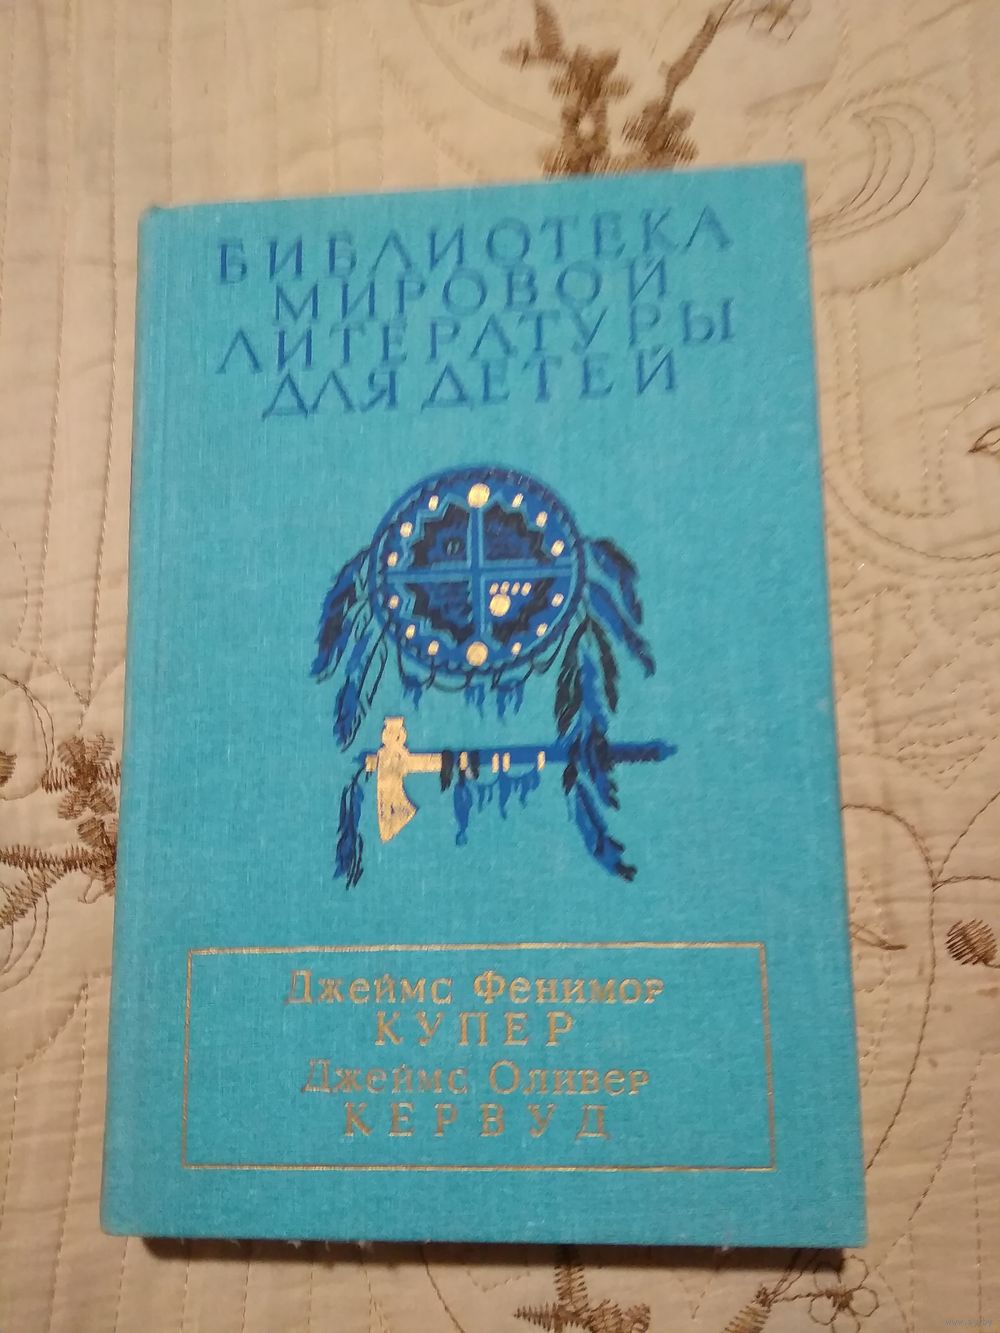 БИБЛИОТЕКА
МИРОВОЙ
ЛИТЕРАТУРЫ
ДЛЯ ДЕТЕЙ
Джеймс Фенимор
КУПЕР
Джеймс Оливер
КЕРВУД